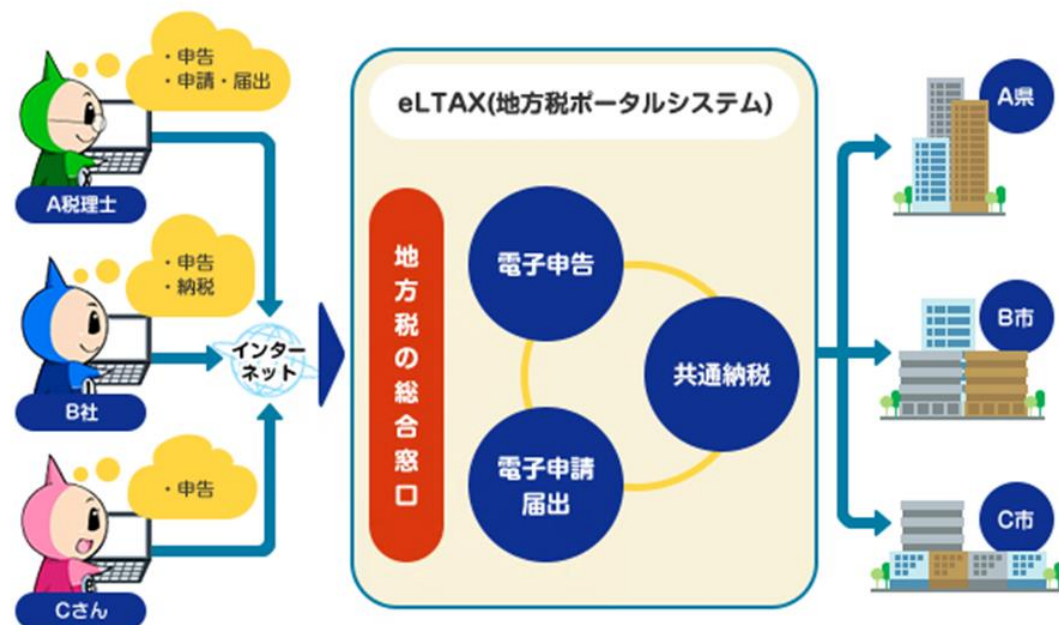 ・申告
・申請・届出
A税理士
・申告
・納税
B社
・申告
Cさん
インター
ネット
eLTAX(地方税ポータルシステム)
地方税の総合窓口
電子申告
共通納税
電子申請
届出
A県
B市
C市